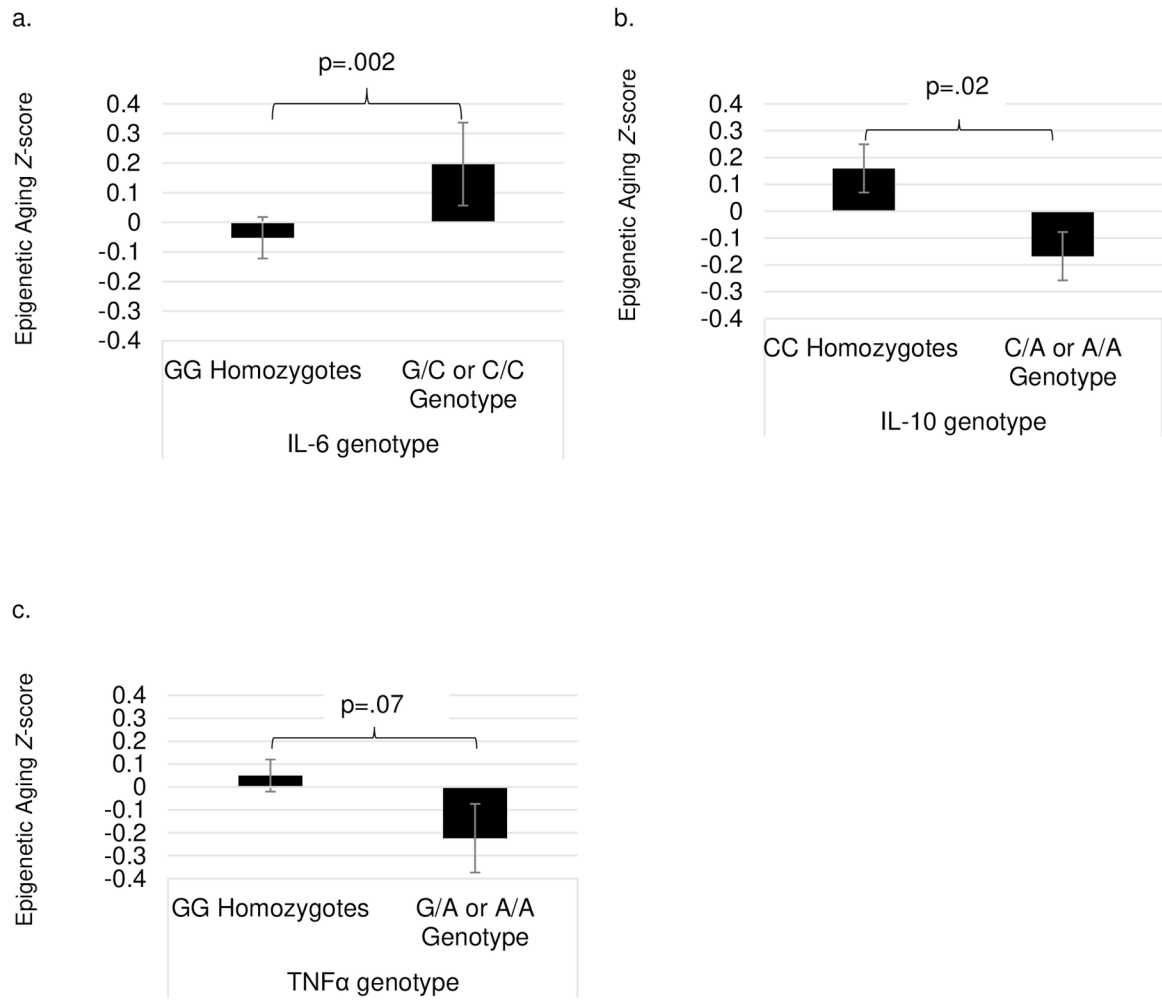 a.
p=.002
Epigenetic Aging Z-score
0.4
0.3
0.2
0.1
0
-0.1
-0.2
-0.3
-0.4
GG Homozygotes
G/C or C/C
Genotype
IL-6 genotype
b.
p=.02
Epigenetic Aging Z-score
0.4
0.3
0.2
0.1
0
-0.1
-0.2
-0.3
-0.4
CC Homozygotes
C/A or A/A
Genotype
IL-10 genotype
c.
p=.07
Epigenetic Aging Z-score
0.4
0.3
0.2
0.1
0
-0.1
-0.2
-0.3
-0.4
GG Homozygotes
G/A or A/A
Genotype
TNFα genotype